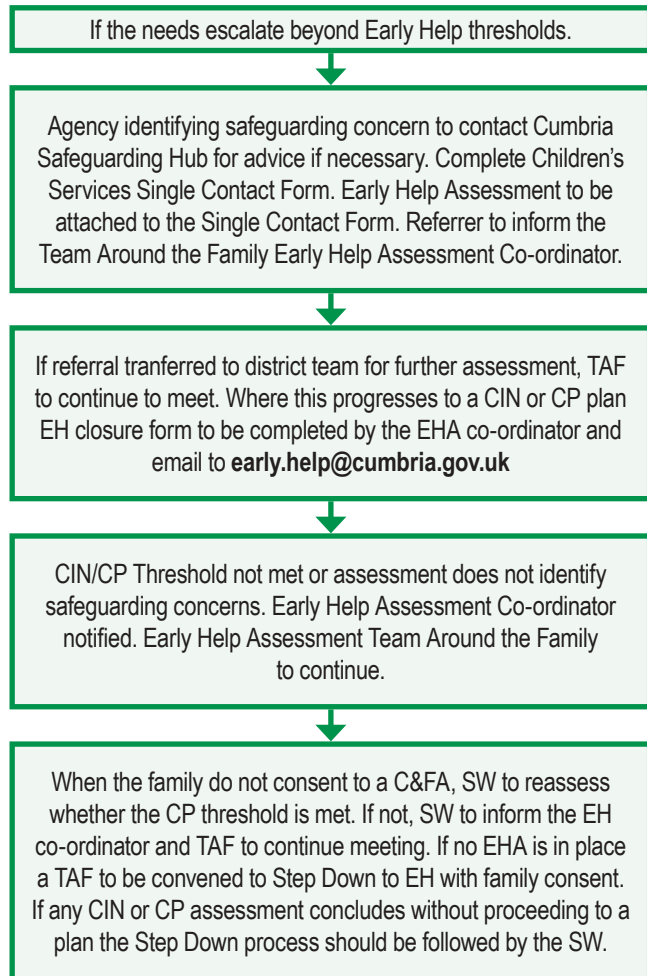 If the needs escalate beyond Early Help thresholds.
Agency identifying safeguarding concern to contact Cumbria
Safeguarding Hub for advice if necessary. Complete Children’s
Services Single Contact Form. Early Help Assessment to be
attached to the Single Contact Form. Referrer to inform the
Team Around the Family Early Help Assessment Co-ordinator.
If referral tranferred to district team for further assessment, TAF
to continue to meet. Where this progresses to a CIN or CP plan
EH closure form to be completed by the EHA co-ordinator and
email to early.help@cumbria.gov.uk
CIN/CP Threshold not met or assessment does not identify
safeguarding concerns. Early Help Assessment Co-ordinator
notified. Early Help Assessment Team Around the Family
to continue.
When the family do not consent to a C&FA, SW to reassess
whether the CP threshold is met. If not, SW to inform the EH
co-ordinator and TAF to continue meeting. If no EHA is in place
a TAF to be convened to Step Down to EH with family consent.
If any CIN or CP assessment concludes without proceeding to a
plan the Step Down process should be followed by the SW.